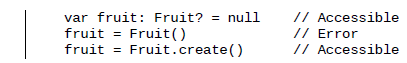 var fruit: Fruit? = null    // Accessible
fruit = Fruit()             // Error
fruit = Fruit.create()      // Accessible